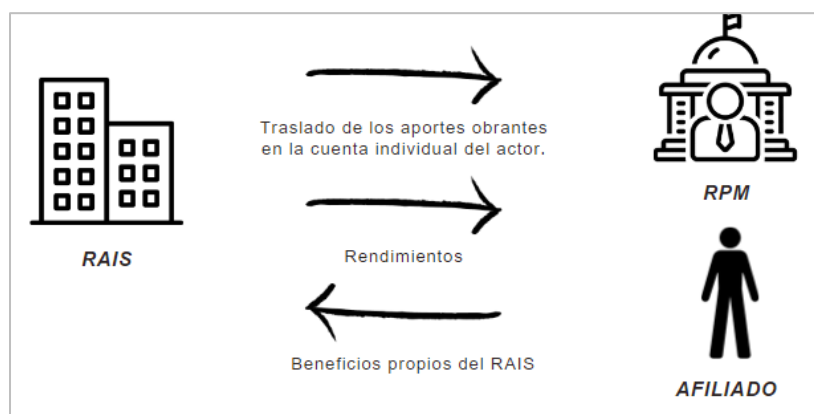 Traslado de los aportes obrantes
en la cuenta individual del actor.
RPM
RAIS
Rendimientos
Beneficios propios del RAIS
AFILIADO